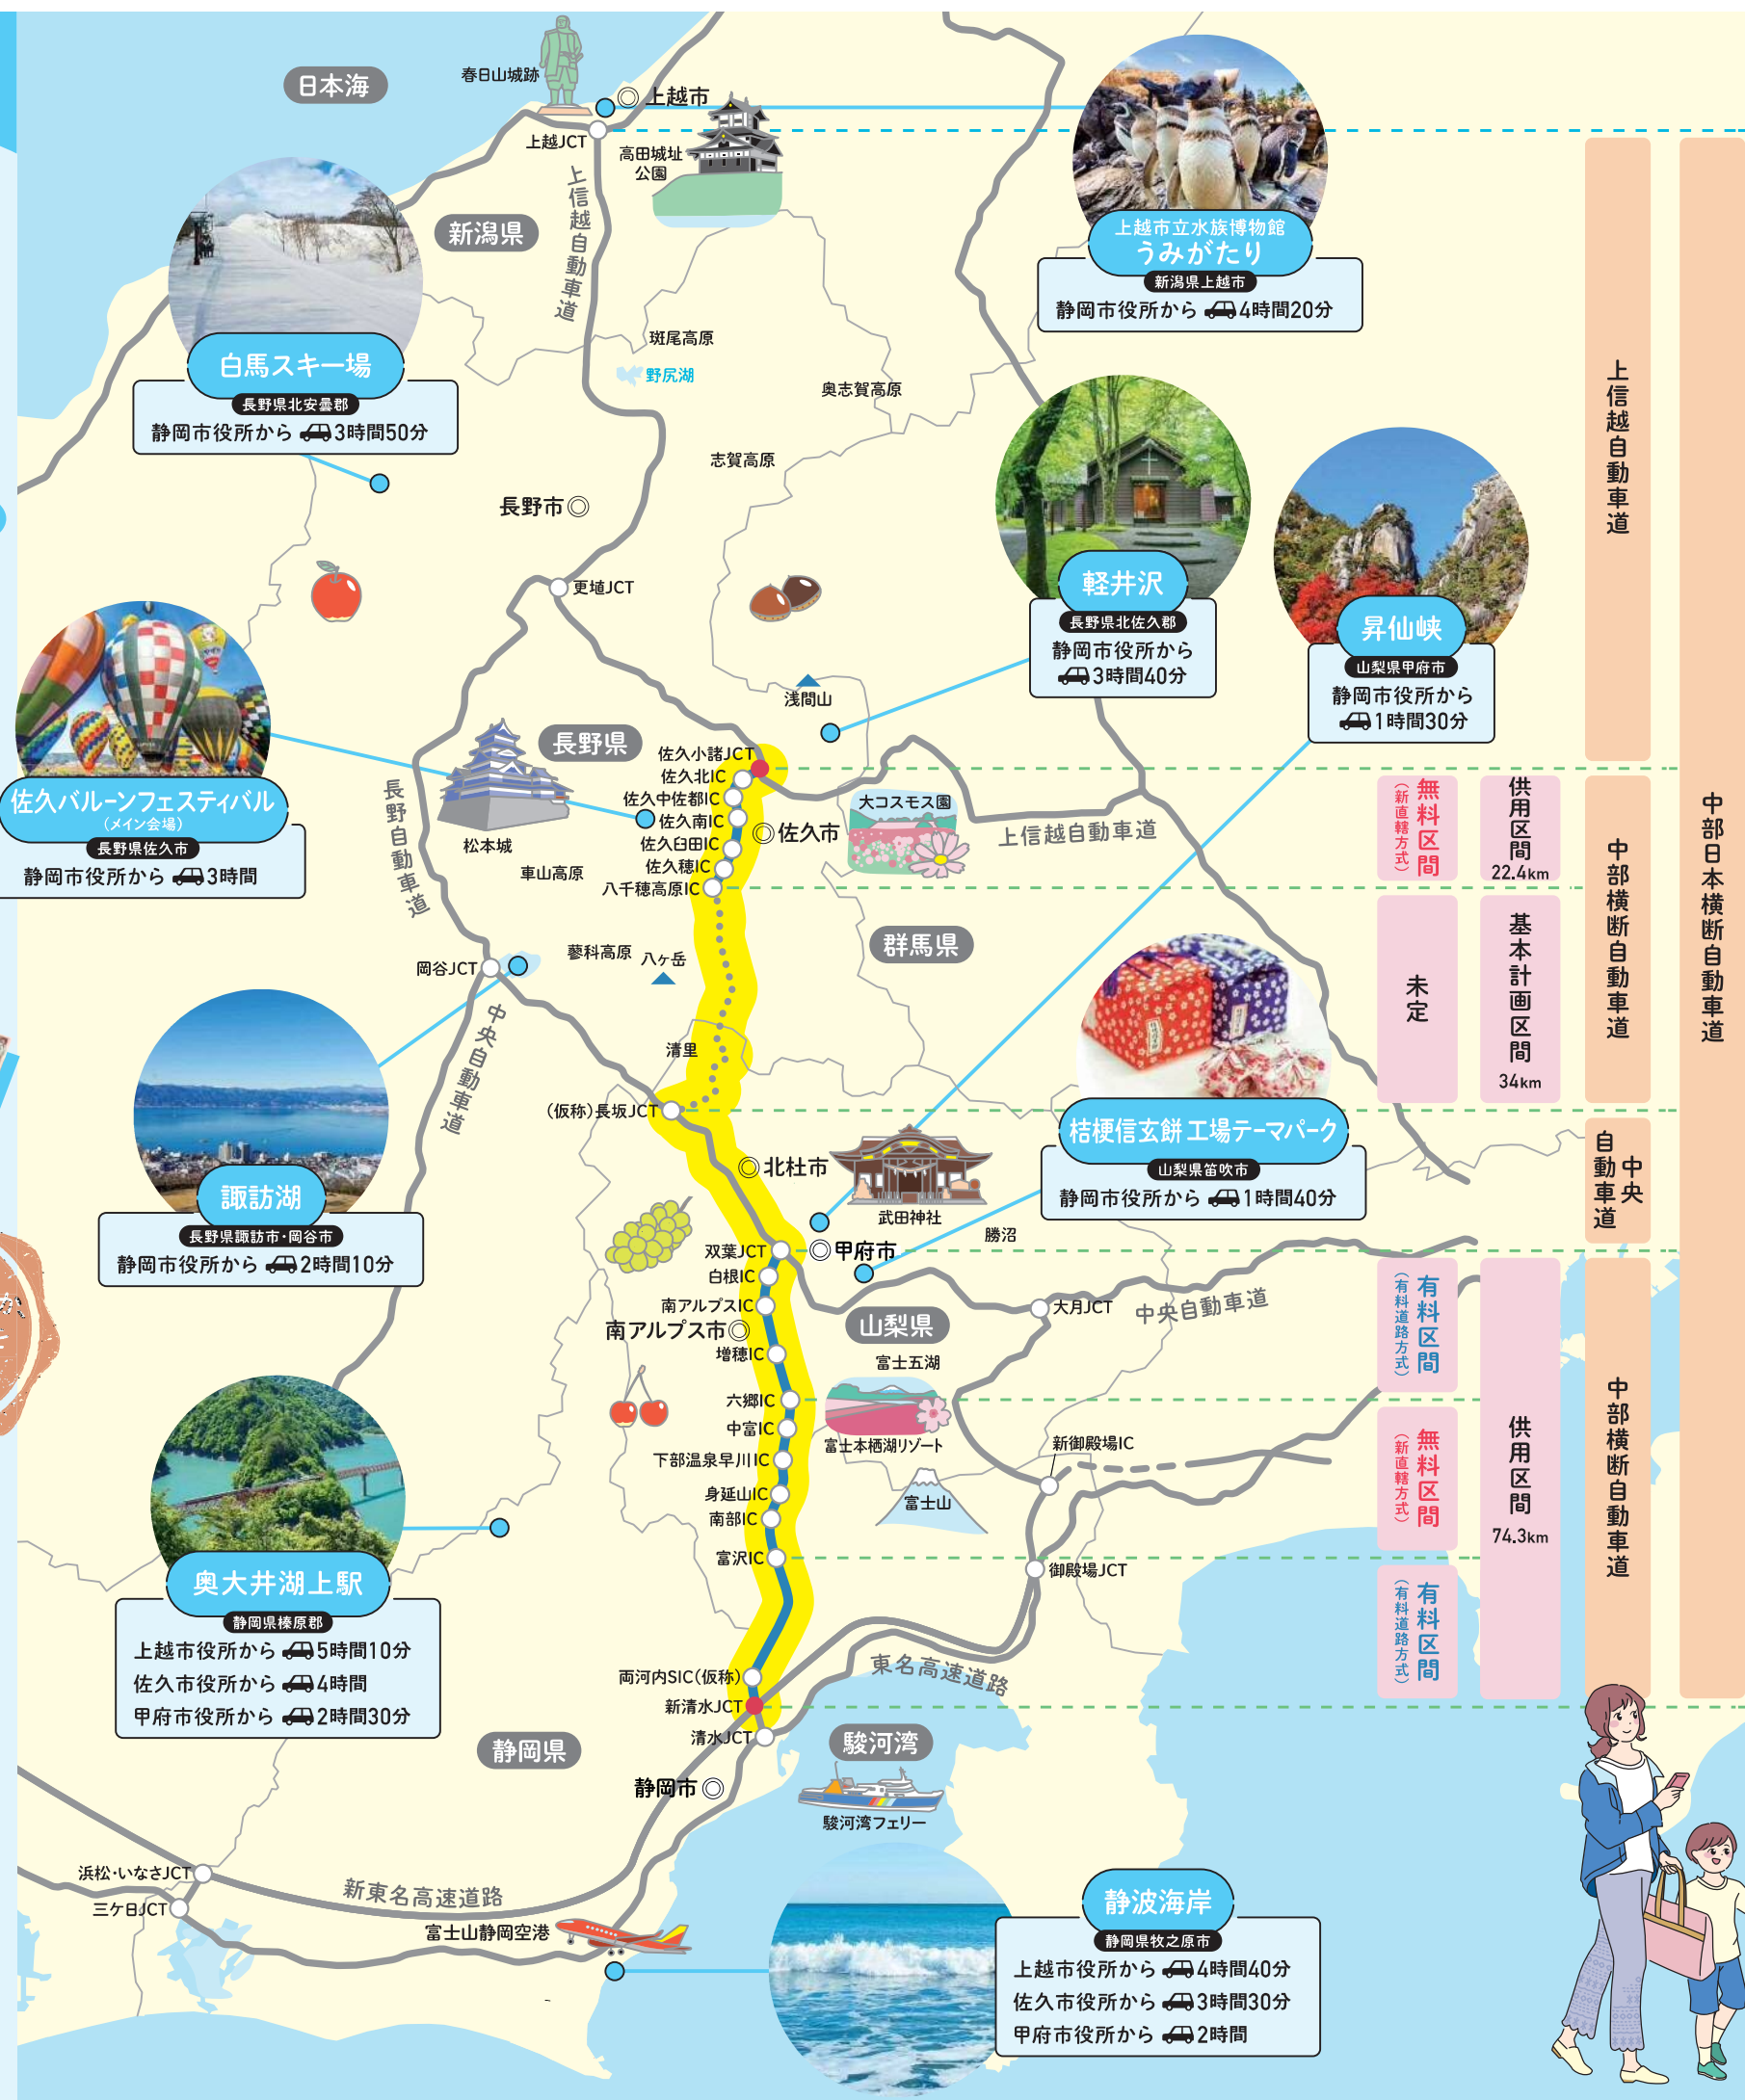 日本海
春日山城跡
上越市
上越JCT
高田城址
公園
上信越自動車道
新潟県
上越市立水族博物館
うみがたり
新潟県上越市
静岡市役所から 4時間20分
白馬スキー場
長野県北安曇郡
静岡市役所から 3時間50分
斑尾高原
野尻湖
奥志賀高原
志賀高原
長野市
更埴JCT
軽井沢
長野県北佐久郡
静岡市役所から
3時間40分
昇仙峡
山梨県甲府市
静岡市役所から
1時間30分
浅間山
長野県
佐久バルーンフェスティバル
（メイン会場）
長野県佐久市
静岡市役所から 3時間
松本城
車山高原
長野自動車道
佐久小諸JCT
佐久北IC
佐久中佐都IC
佐久南IC
佐久臼田IC
佐久穂IC
八千穂高原IC
佐久市
大コスモス園
上信越自動車道
群馬県
岡谷JCT
蓼科高原
八ヶ岳
中央自動車道
清里
（仮称）長坂JCT
諏訪湖
長野県諏訪市・岡谷市
静岡市役所から 2時間10分
桔梗信玄餅 工場テーマパーク
山梨県笛吹市
静岡市役所から 1時間40分
北杜市
武田神社
勝沼
双葉JCT
甲府市
白根IC
南アルプスIC
南アルプス市
増穂IC
山梨県
大月JCT
中央自動車道
富士五湖
六郷IC
中富IC
下部温泉早川IC
身延山IC
南部IC
富沢IC
富士本栖湖リゾート
富士山
新御殿場IC
御殿場JCT
奥大井湖上駅
静岡県榛原郡
上越市役所から 5時間10分
佐久市役所から 4時間
甲府市役所から 2時間30分
両河内SIC（仮称）
新清水JCT
清水JCT
東名高速道路
静岡県
静岡市
駿河湾
駿河湾フェリー
浜松・いなさJCT
三ケ日JCT
新東名高速道路
富士山静岡空港
静波海岸
静岡県牧之原市
上越市役所から 4時間40分
佐久市役所から 3時間30分
甲府市役所から 2時間
上信越自動車道
中部横断自動車道
中央
自動車道
中部横断自動車道
中部日本横断自動車道
無料区間
（新直轄方式）
供用区間
22.4km
未定
基本計画区間
34km
有料区間
（有料道路方式）
無料区間
（新直轄方式）
有料区間
（有料道路方式）
供用区間
74.3km